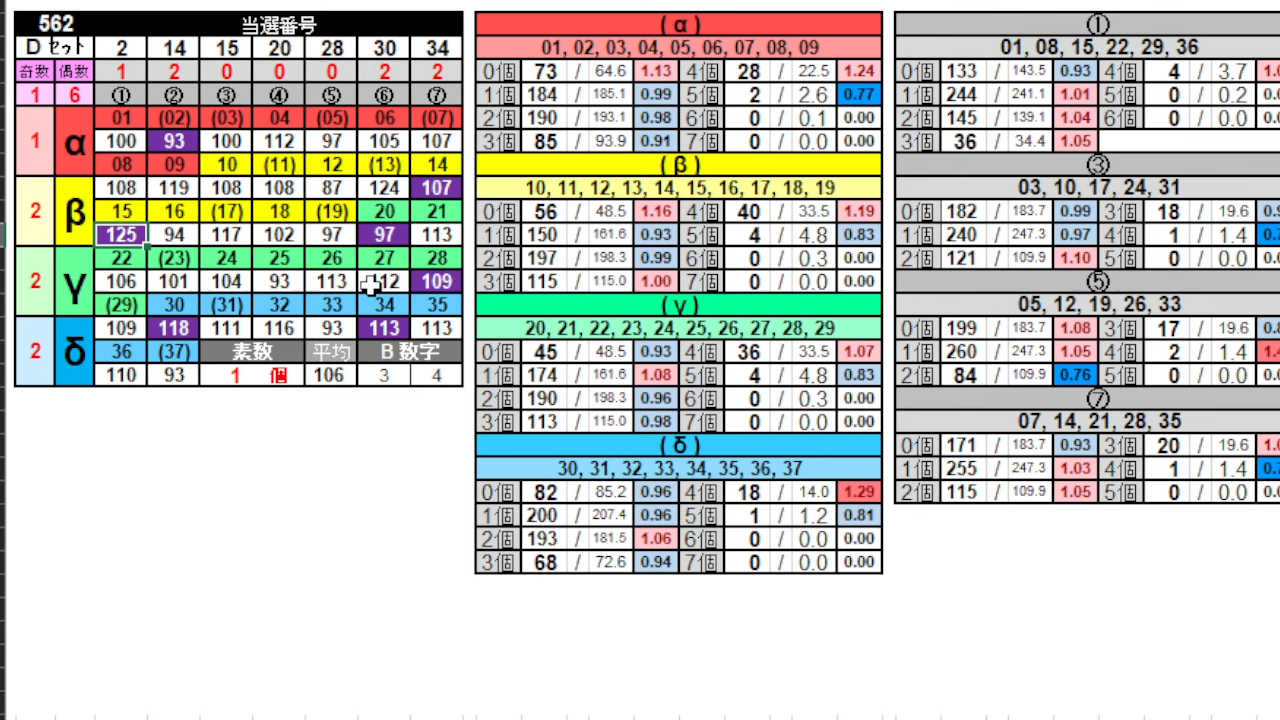 562 当選番号
D セット 2 14 15 20 28 30 34
奇数 偶数 1 2 0 0 0 2 2
1 6 ① ② ③ ④ ⑤ ⑥ ⑦
1 α 01 (02) (03) 04 (05) 06 (07)
100 93 100 112 97 105 107
08 09 10 (11) 12 (13) 14
2 β 108 119 108 108 87 124 107
15 16 (17) 18 (19) 20 21
125 94 117 102 97 97 113
2 γ 22 (23) 24 25 26 27 28
106 101 104 93 113 112 109
(29) 30 (31) 32 33 34 35
2 δ 109 118 111 116 93 113 113
36 (37) 素数 平均 B 数字
110 93 1 個 106 3 4
(α)
01, 02, 03, 04, 05, 06, 07, 08, 09
0個 73 / 64.6 1.13 4個 28 / 22.5 1.24
1個 184 / 185.1 0.99 5個 2 / 2.6 0.77
2個 190 / 193.1 0.98 6個 0 / 0.1 0.00
3個 85 / 93.9 0.91 7個 0 / 0.0 0.00
(β)
10, 11, 12, 13, 14, 15, 16, 17, 18, 19
0個 56 / 48.5 1.16 4個 40 / 33.5 1.19
1個 150 / 161.6 0.93 5個 4 / 4.8 0.83
2個 197 / 198.3 0.99 6個 0 / 0.3 0.00
3個 115 / 115.0 1.00 7個 0 / 0.0 0.00
(γ)
20, 21, 22, 23, 24, 25, 26, 27, 28, 29
0個 45 / 48.5 0.93 4個 36 / 33.5 1.07
1個 174 / 161.6 1.08 5個 4 / 4.8 0.83
2個 190 / 198.3 0.96 6個 0 / 0.3 0.00
3個 113 / 115.0 0.98 7個 0 / 0.0 0.00
(δ)
30, 31, 32, 33, 34, 35, 36, 37
0個 82 / 85.2 0.96 4個 18 / 14.0 1.29
1個 200 / 207.4 0.96 5個 1 / 1.2 0.81
2個 193 / 181.5 1.06 6個 0 / 0.0 0.00
3個 68 / 72.6 0.94 7個 0 / 0.0 0.00
①
01, 08, 15, 22, 29, 36
0個 133 / 143.5 0.93 4個 4 / 3.7
1個 244 / 241.1 1.01 5個 0 / 0.2
2個 145 / 139.1 1.04 6個 0 / 0.0
3個 36 / 34.4 1.05
③
03, 10, 17, 24, 31
0個 182 / 183.7 0.99 3個 18 / 19.6
1個 240 / 247.3 0.97 4個 1 / 1.4
2個 121 / 109.9 1.10 5個 0 / 0.0
⑤
05, 12, 19, 26, 33
0個 199 / 183.7 1.08 3個 17 / 19.6
1個 260 / 247.3 1.05 4個 2 / 1.4
2個 84 / 109.9 0.76 5個 0 / 0.0
⑦
07, 14, 21, 28, 35
0個 171 / 183.7 0.93 3個 20 / 19.6
1個 255 / 247.3 1.03 4個 1 / 1.4
2個 115 / 109.9 1.05 5個 0 / 0.0